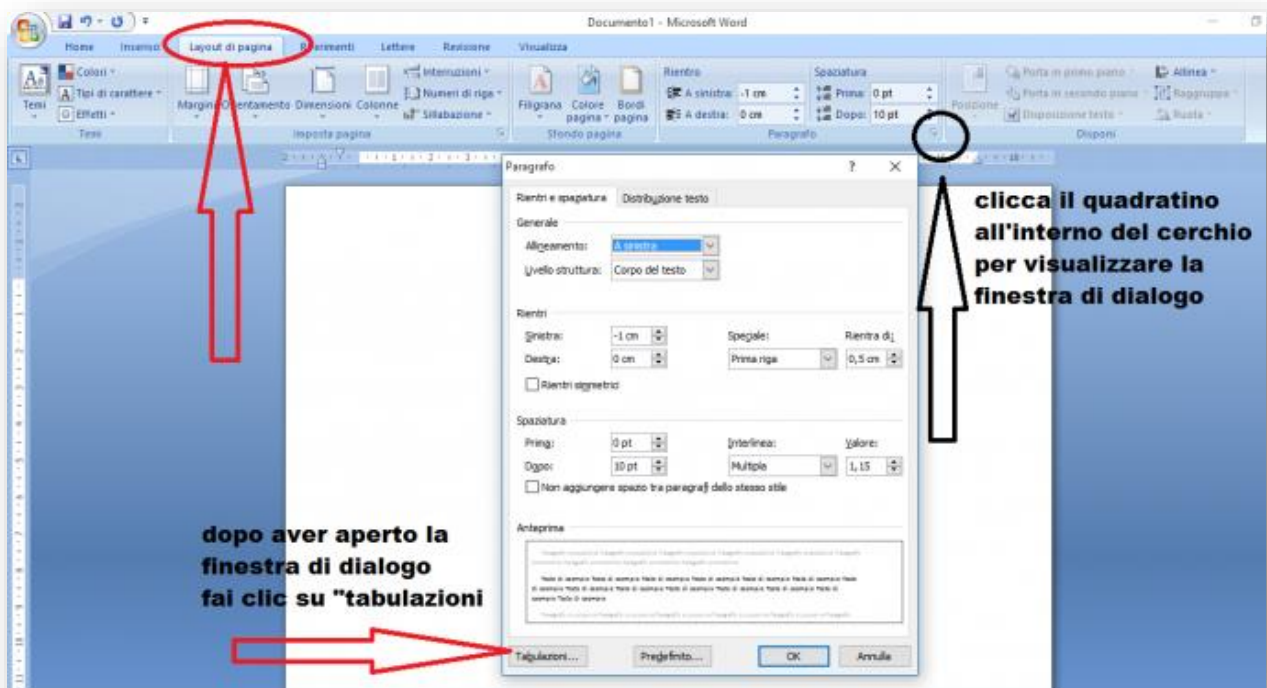 Documento1 - Microsoft Word
Home Inserisci Layout di pagina Riferimenti Lettere Revisione Visualizza
Colori
Interruzioni
Rientro
Spaziatura
Porta in primo piano
Allinea
Tipi di carattere
Numeri di riga
A sinistra: -1 cm
Prima: 0 pt
Porta in secondo piano
Raggruppa
Temi
Margini Orientamento Dimensioni Colonne
Filigrana Colore pagina Bordi pagina
Posizione
Effetti
Sillabazione
A destra: 0 cm
Dopo: 10 pt
Disposizione testo
Ruota
Temi
Imposta pagina
Sfondo pagina
Paragrafo
Disponi
Paragrafo ? X
Rientri e spaziatura Distribuzione testo
Generale
Allineamento: A sinistra
Livello struttura: Corpo del testo
Rientri
Sinistra: -1 cm Speciale: Rientra di:
Destra: 0 cm Prima riga 0,5 cm
Rientri simmetrici
Spaziatura
Prima: 0 pt Interlinea: Valore:
Dopo: 10 pt Multipla 1,15
Non aggiungere spazio tra paragrafi dello stesso stile
Anteprima
Tabulazioni... Predefinito... OK Annulla
clicca il quadratino
all'interno del cerchio
per visualizzare la
finestra di dialogo
dopo aver aperto la
finestra di dialogo
fai clic su "tabulazioni